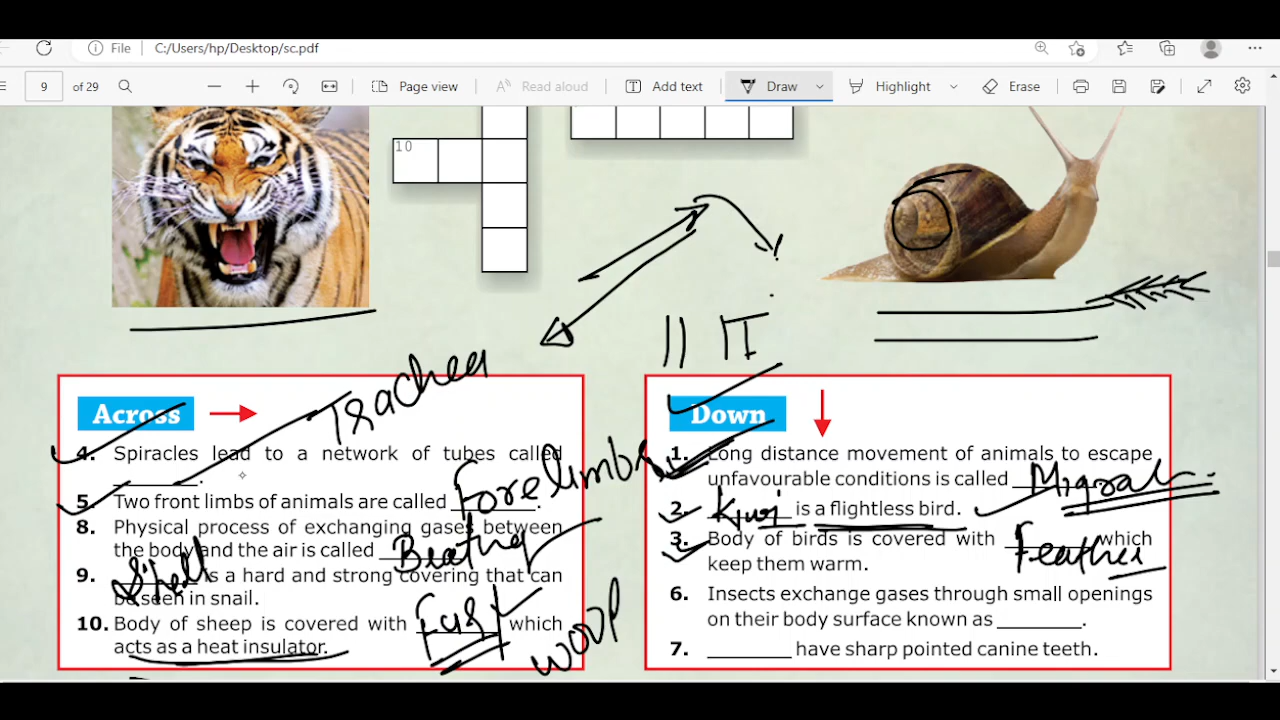 File C:/Users/hp/Desktop/sc.pdf
9 of 29 Page view Read aloud Add text Draw Highlight Erase
10
11 IT
Across
Trachea
4. Spiracles lead to a network of tubes called
________.
5. Two front limbs of animals are called Forelimbs.
8. Physical process of exchanging gases between
the body and the air is called
9. Shell is a hard and strong covering that can
be seen in snail.
10. Body of sheep is covered with Fur which
wool
acts as a heat insulator.
Down
1. Long distance movement of animals to escape
unfavourable conditions is called
2. Kiwi is a flightless bird.
3. Body of birds is covered with Feather which
keep them warm.
6. Insects exchange gases through small openings
on their body surface known as ________.
7. ________ have sharp pointed canine teeth.